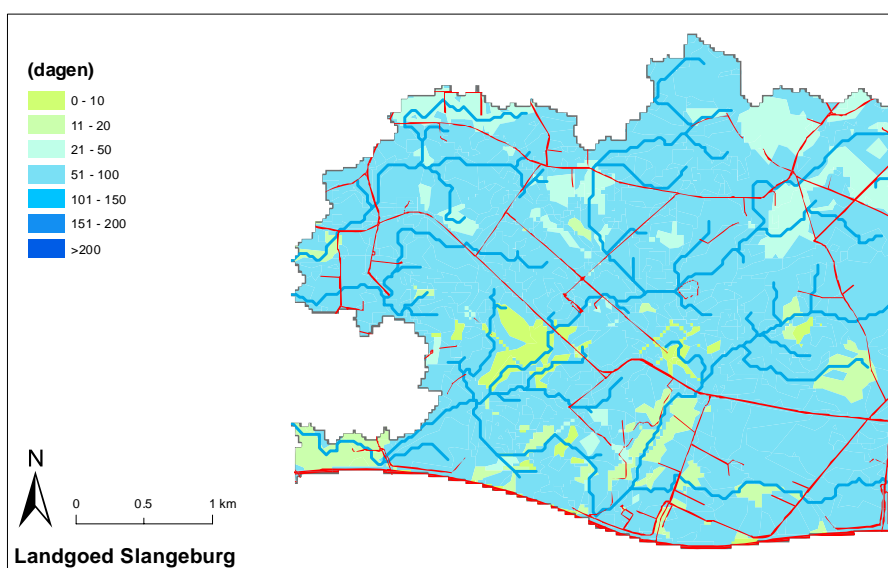 (dagen)
0 - 10
11 - 20
21 - 50
51 - 100
101 - 150
151 - 200
>200
N
0 0.5 1 km
Landgoed Slangeburg